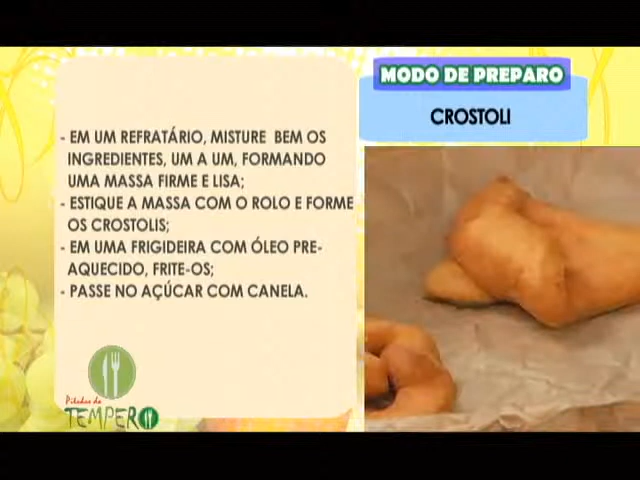 MODO DE PREPARO
CROSTOLI
- EM UM REFRATÁRIO, MISTURE BEM OS
INGREDIENTES, UM A UM, FORMANDO
UMA MASSA FIRME E LISA;
- ESTIQUE A MASSA COM O ROLO E FORME
OS CROSTOLIS;
- EM UMA FRIGIDEIRA COM ÓLEO PRE-
AQUECIDO, FRITE-OS;
- PASSE NO AÇÚCAR COM CANELA.
Pitadas do
TEMPERO